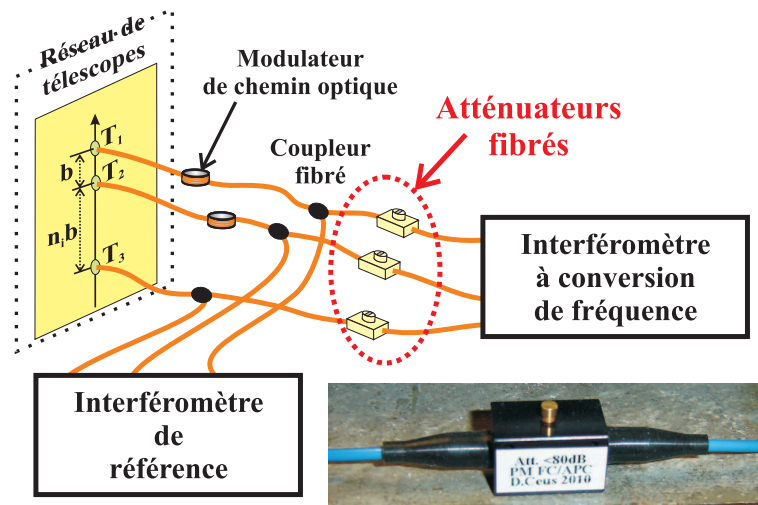 Réseau de
télescopes
Modulateur
de chemin optique
Atténuateurs
fibrés
Coupleur
fibré
T1
b
T2
nib
T3
Interféromètre
à conversion
de fréquence
Interféromètre
de
référence
Att. <80dB
PM FC/APC
D.Ceus 2010